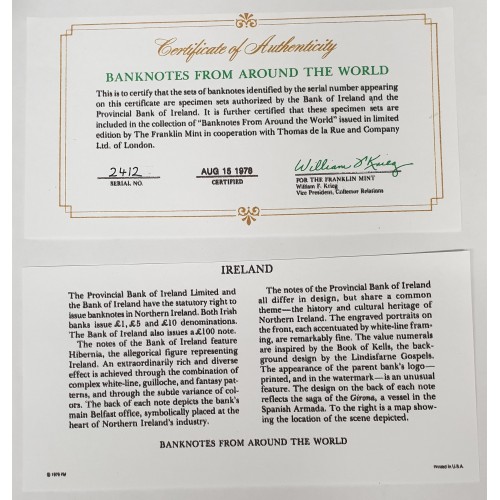 Certificate of Authenticity
BANKNOTES FROM AROUND THE WORLD
This is to certify that the sets of banknotes identified by the serial number appearing
on this certificate are specimen sets authorized by the Bank of Ireland and the
Provincial Bank of Ireland. It is further certified that these specimen sets are
included in the collection of "Banknotes From Around the World" issued in limited
edition by The Franklin Mint in cooperation with Thomas de la Rue and Company
Ltd. of London.
2412
SERIAL NO.
AUG 15 1978
CERTIFIED
William F Krieg
FOR THE FRANKLIN MINT
William F. Krieg
Vice President, Collector Relations
IRELAND
The Provincial Bank of Ireland Limited and
the Bank of Ireland have the statutory right to
issue banknotes in Northern Ireland. Both Irish
banks issue £1, £5 and £10 denominations.
The Bank of Ireland also issues a £100 note.
The notes of the Bank of Ireland feature
Hibernia, the allegorical figure representing
Ireland. An extraordinarily rich and diverse
effect is achieved through the combination of
complex white-line, guilloche, and fantasy pat-
terns, and through the subtle variance of col-
ors. The back of each note depicts the bank's
main Belfast office, symbolically placed at the
heart of Northern Ireland's industry.
The notes of the Provincial Bank of Ireland
all differ in design, but share a common
theme—the history and cultural heritage of
Northern Ireland. The engraved portraits on
the front, each accentuated by white-line fram-
ing, are remarkably fine. The value numerals
are inspired by the Book of Kells, the back-
ground design by the Lindisfarne Gospels.
The appearance of the parent bank's logo—
printed, and in the watermark—is an unusual
feature. The design on the back of each note
reflects the saga of the Girona, a vessel in the
Spanish Armada. To the right is a map show-
ing the location of the scene depicted.
BANKNOTES FROM AROUND THE WORLD
© 1978 FM
Printed in U.S.A.